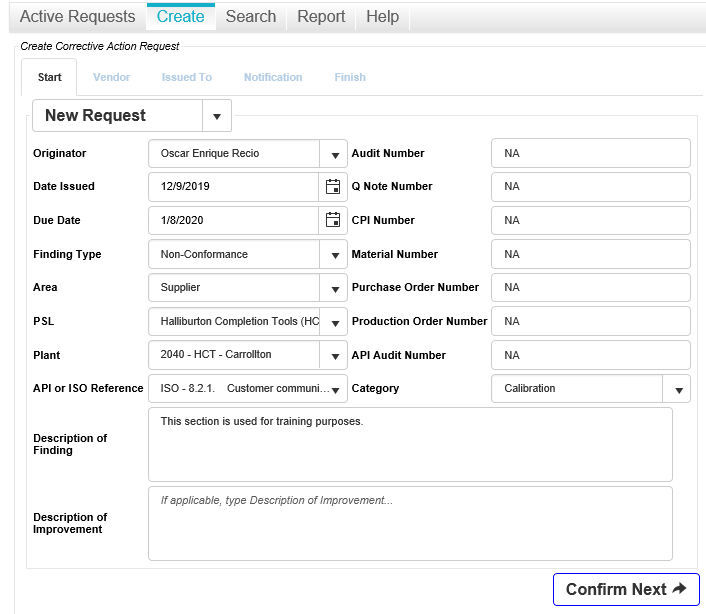 Active Requests Create Search Report Help
Create Corrective Action Request
Start Vendor Issued To Notification Finish
New Request
Originator Oscar Enrique Recio Audit Number NA
Date Issued 12/9/2019 Q Note Number NA
Due Date 1/8/2020 CPI Number NA
Finding Type Non-Conformance Material Number NA
Area Supplier Purchase Order Number NA
PSL Halliburton Completion Tools (HC Production Order Number NA
Plant 2040 - HCT - Carrollton API Audit Number NA
API or ISO Reference ISO - 8.2.1. Customer communi... Category Calibration
This section is used for training purposes.
Description of
Finding
If applicable, type Description of Improvement...
Description of
Improvement
Confirm Next